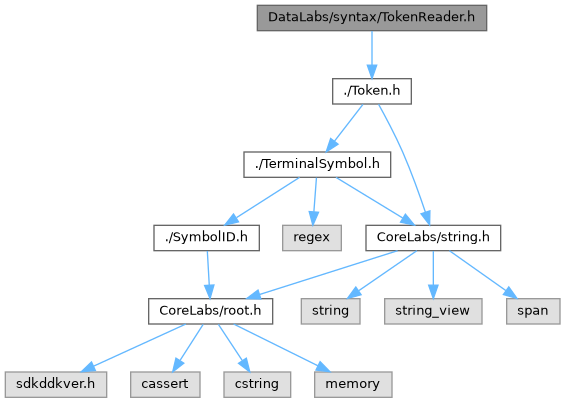 DataLabs/syntax/TokenReader.h
./Token.h
./TerminalSymbol.h
./SymbolID.h
regex
CoreLabs/string.h
CoreLabs/root.h
string
string_view
span
sdkddkver.h
cassert
cstring
memory